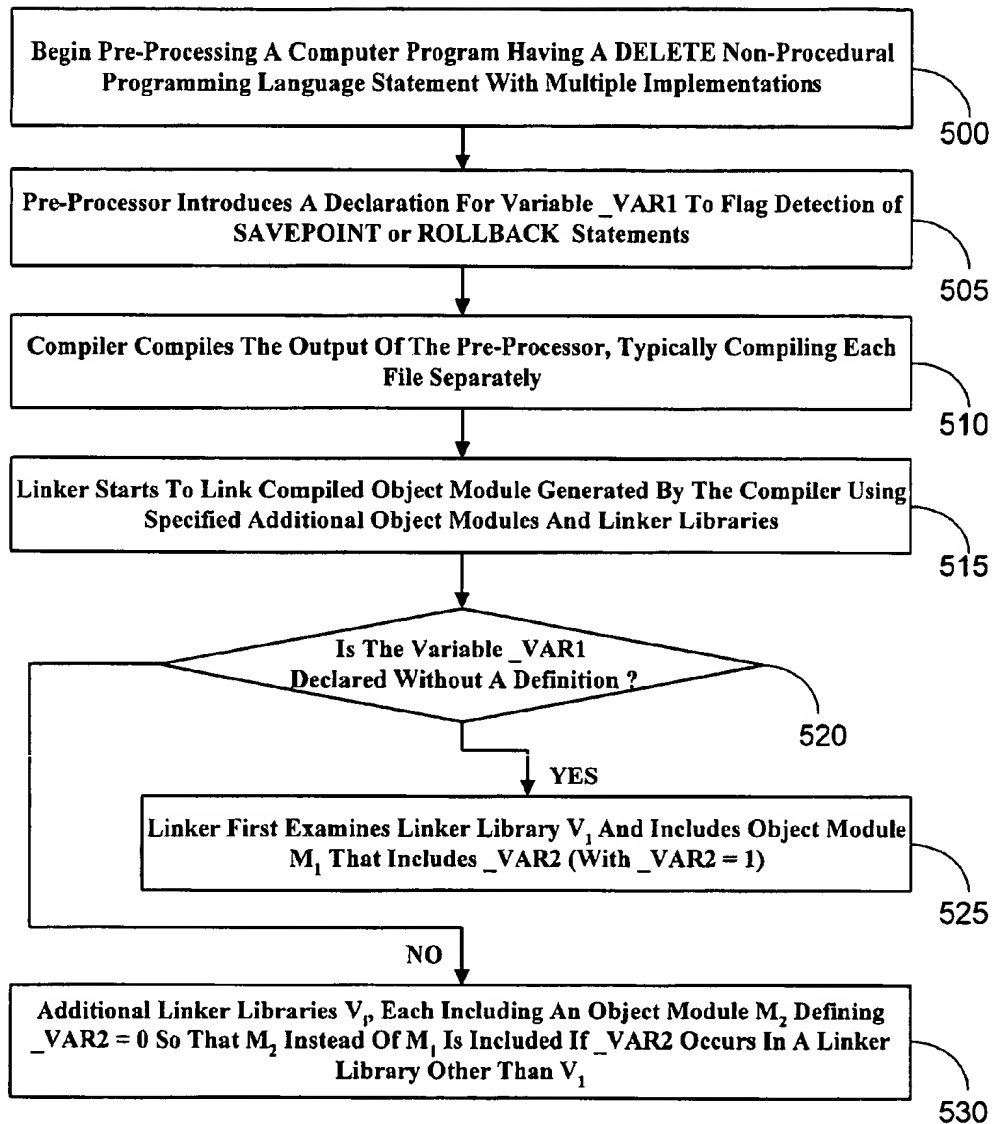 Begin Pre-Processing A Computer Program Having A DELETE Non-Procedural
Programming Language Statement With Multiple Implementations
500
Pre-Processor Introduces A Declaration For Variable _VAR1 To Flag Detection of
SAVEPOINT or ROLLBACK Statements
505
Compiler Compiles The Output Of The Pre-Processor, Typically Compiling Each
File Separately
510
Linker Starts To Link Compiled Object Module Generated By The Compiler Using
Specified Additional Object Modules And Linker Libraries
515
Is The Variable _VAR1
Declared Without A Definition ?
520
YES
Linker First Examines Linker Library V1 And Includes Object Module
M1 That Includes _VAR2 (With _VAR2 = 1)
525
NO
Additional Linker Libraries Vi, Each Including An Object Module M2 Defining
_VAR2 = 0 So That M2 Instead Of M1 Is Included If _VAR2 Occurs In A Linker
Library Other Than V1
530